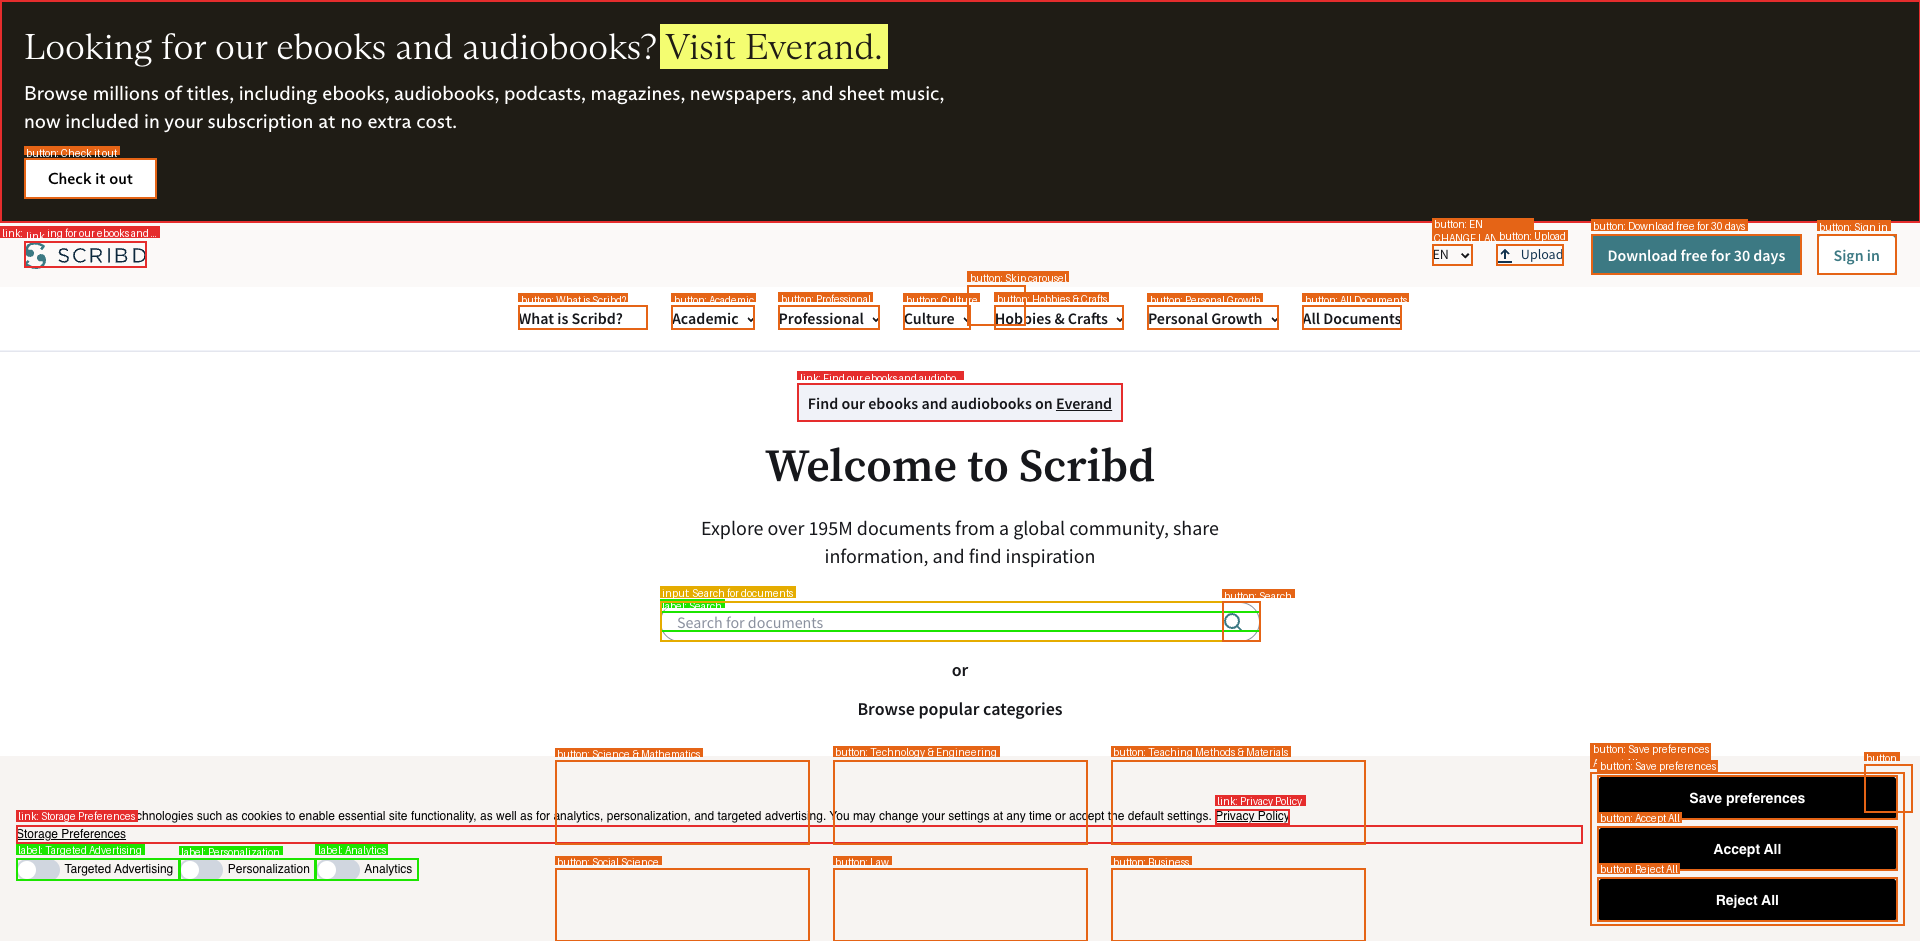 Looking for our ebooks and audiobooks? Visit Everand.
Browse millions of titles, including ebooks, audiobooks, podcasts, magazines, newspapers, and sheet music,
now included in your subscription at no extra cost.
button: Check it out
Check it out
link: ing for our ebooks and ...
link
SCRIBD
button: EN
CHANGE LAN
button: Upload
button: Download free for 30 days
button: Sign in
EN
Upload
Download free for 30 days
Sign in
button: Skip carousel
button: What is Scribd?
button: Academic
button: Professional
button: Culture
button: Hobbies & Crafts
button: Personal Growth
button: All Documents
What is Scribd?
Academic
Professional
Culture
Hobbies & Crafts
Personal Growth
All Documents
link: Find our ebooks and audiobo...
Find our ebooks and audiobooks on Everand
Welcome to Scribd
Explore over 195M documents from a global community, share
information, and find inspiration
input: Search for documents
label: Search
button: Search
Search for documents
or
Browse popular categories
button: Science & Mathematics
button: Technology & Engineering
button: Teaching Methods & Materials
button: Save preferences
button
button: Save preferences
Save preferences
link: Privacy Policy
link: Storage Preferences
chnologies such as cookies to enable essential site functionality, as well as for analytics, personalization, and targeted advertising. You may change your settings at any time or accept the default settings. Privacy Policy
Storage Preferences
button: Accept All
Accept All
label: Targeted Advertising
label: Personalization
label: Analytics
Targeted Advertising
Personalization
Analytics
button: Social Science
button: Law
button: Business
button: Reject All
Reject All